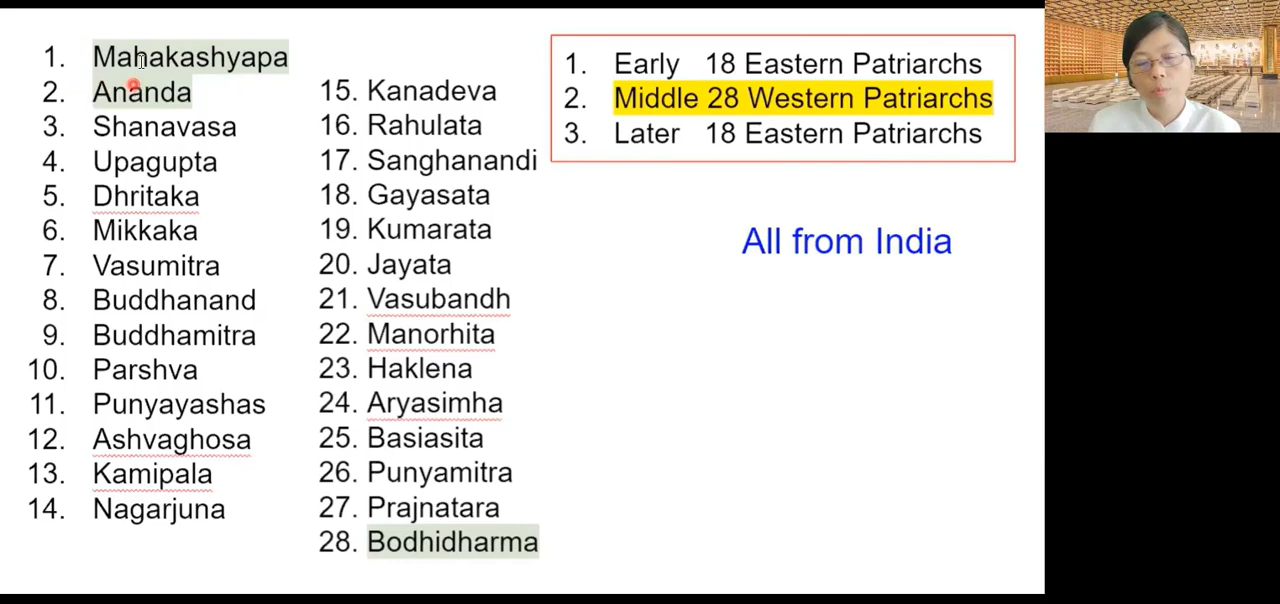 1. Mahakashyapa
2. Ananda
3. Shanavasa
4. Upagupta
5. Dhritaka
6. Mikkaka
7. Vasumitra
8. Buddhanand
9. Buddhamitra
10. Parshva
11. Punyayashas
12. Ashvaghosa
13. Kamipala
14. Nagarjuna
15. Kanadeva
16. Rahulata
17. Sanghanandi
18. Gayasata
19. Kumarata
20. Jayata
21. Vasubandh
22. Manorhita
23. Haklena
24. Aryasimha
25. Basiasita
26. Punyamitra
27. Prajnatara
28. Bodhidharma
1. Early 18 Eastern Patriarchs
2. Middle 28 Western Patriarchs
3. Later 18 Eastern Patriarchs
All from India